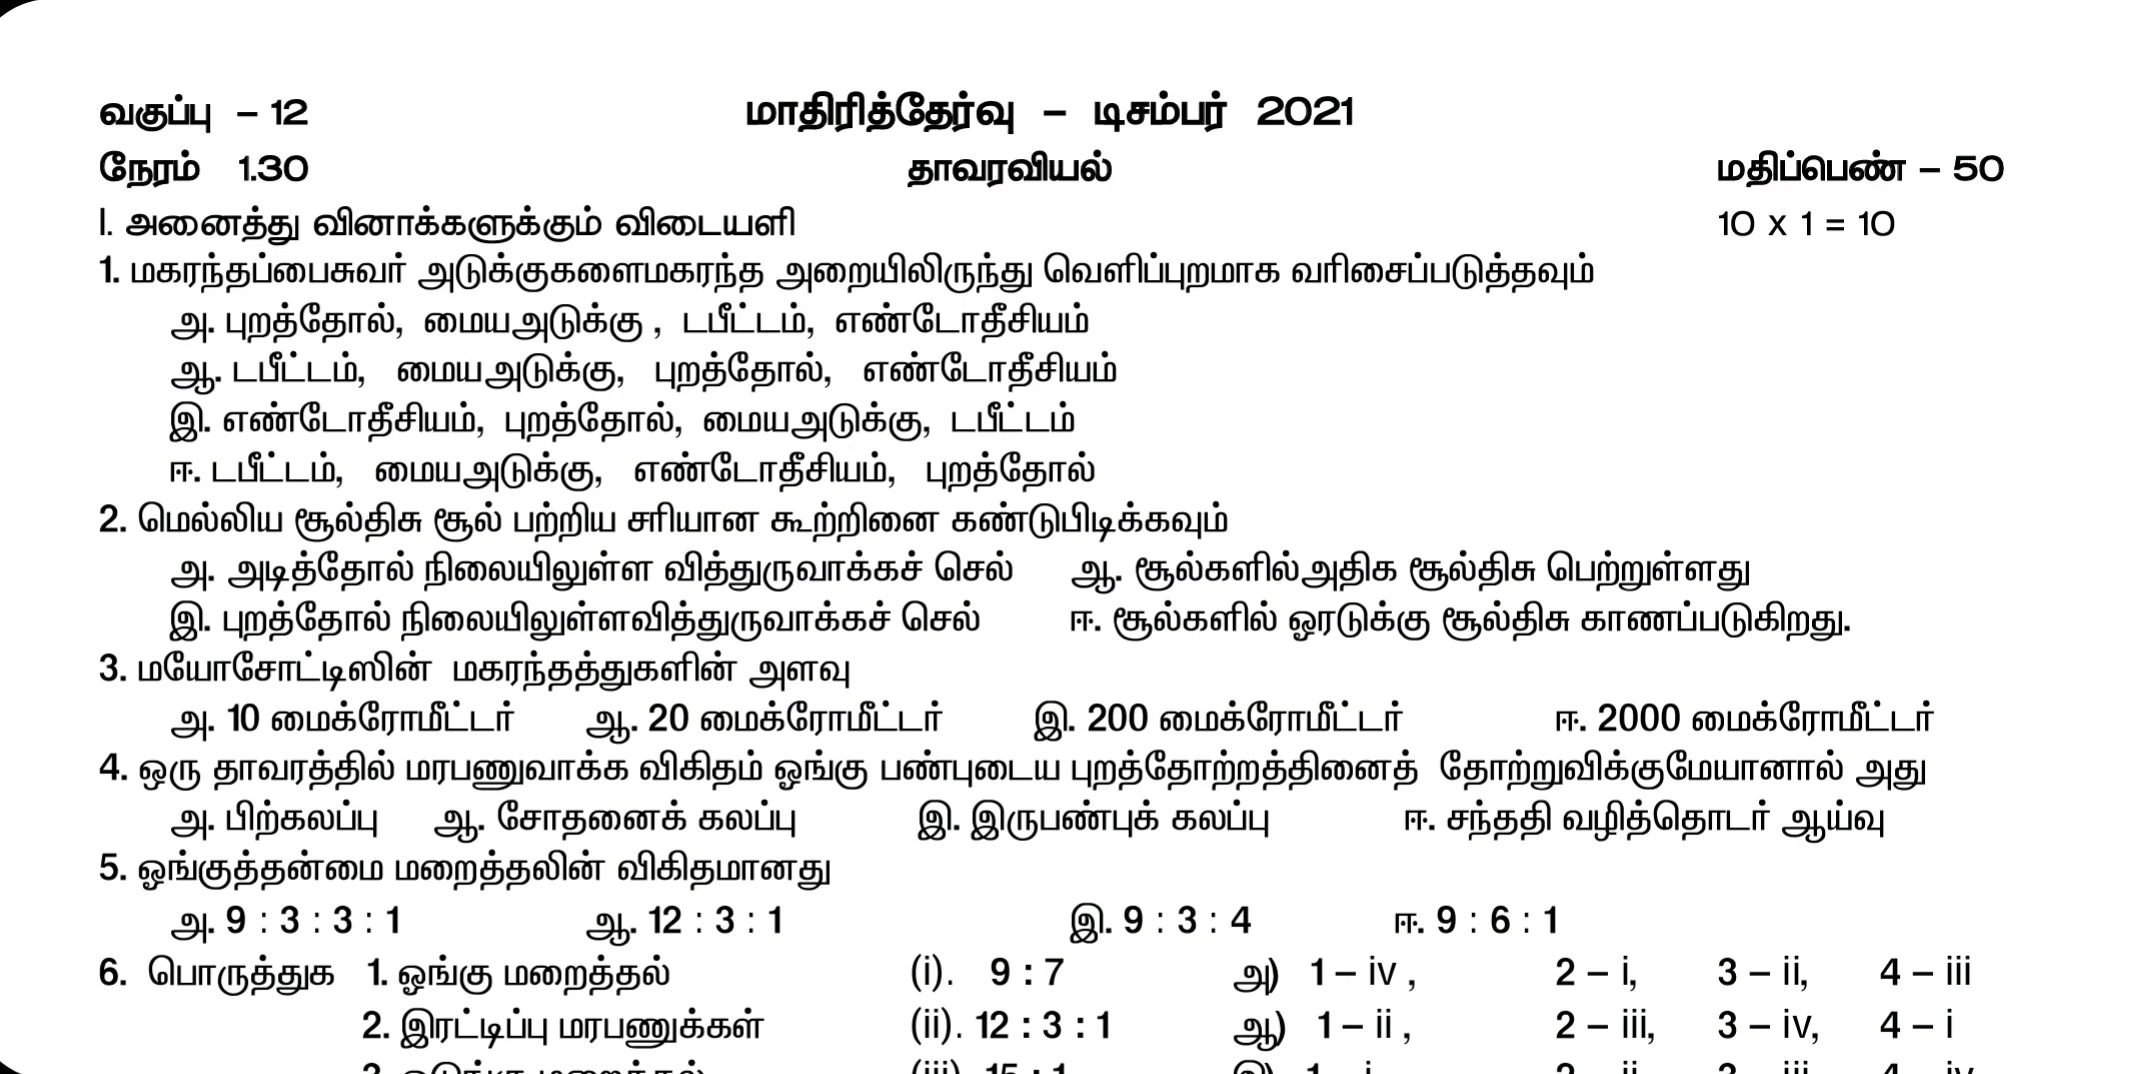 வகுப்பு – 12 மாதிரித்தேர்வு – டிசம்பர் 2021
நேரம் 1.30 தாவரவியல் மதிப்பெண் – 50
I. அனைத்து வினாக்களுக்கும் விடையளி 10 x 1 = 10
1. மகரந்தப்பைசுவர் அடுக்குகளைமகரந்த அறையிலிருந்து வெளிப்புறமாக வரிசைப்படுத்தவும்
அ. புறத்தோல், மையஅடுக்கு , டபீட்டம், எண்டோதீசியம்
ஆ. டபீட்டம், மையஅடுக்கு, புறத்தோல், எண்டோதீசியம்
இ. எண்டோதீசியம், புறத்தோல், மையஅடுக்கு, டபீட்டம்
ஈ. டபீட்டம், மையஅடுக்கு, எண்டோதீசியம், புறத்தோல்
2. மெல்லிய சூல்திசு சூல் பற்றிய சரியான கூற்றினை கண்டுபிடிக்கவும்
அ. அடித்தோல் நிலையிலுள்ள வித்துருவாக்கச் செல் ஆ. சூல்களில்அதிக சூல்திசு பெற்றுள்ளது
இ. புறத்தோல் நிலையிலுள்ளவித்துருவாக்கச் செல் ஈ. சூல்களில் ஓரடுக்கு சூல்திசு காணப்படுகிறது.
3. மயோசோட்டிஸின் மகரந்தத்துகளின் அளவு
அ. 10 மைக்ரோமீட்டர் ஆ. 20 மைக்ரோமீட்டர் இ. 200 மைக்ரோமீட்டர் ஈ. 2000 மைக்ரோமீட்டர்
4. ஒரு தாவரத்தில் மரபணுவாக்க விகிதம் ஓங்கு பண்புடைய புறத்தோற்றத்தினைத் தோற்றுவிக்குமேயானால் அது
அ. பிற்கலப்பு ஆ. சோதனைக் கலப்பு இ. இருபண்புக் கலப்பு ஈ. சந்ததி வழித்தொடர் ஆய்வு
5. ஓங்குத்தன்மை மறைத்தலின் விகிதமானது
அ. 9 : 3 : 3 : 1 ஆ. 12 : 3 : 1 இ. 9 : 3 : 4 ஈ. 9 : 6 : 1
6. பொருத்துக 1. ஓங்கு மறைத்தல் (i). 9 : 7 அ) 1 – iv , 2 – i, 3 – ii, 4 – iii
2. இரட்டிப்பு மரபணுக்கள் (ii). 12 : 3 : 1 ஆ) 1 – ii , 2 – iii, 3 – iv, 4 – i